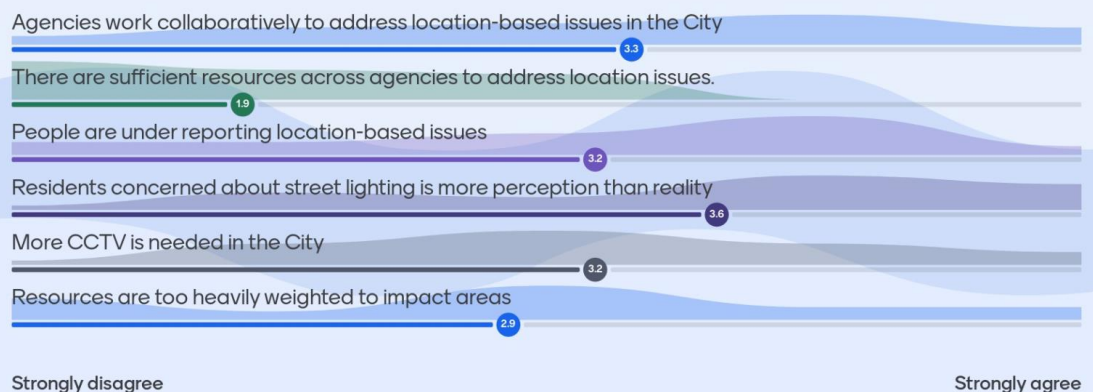 Agencies work collaboratively to address location-based issues in the City
3.3
There are sufficient resources across agencies to address location issues.
1.9
People are under reporting location-based issues
3.2
Residents concerned about street lighting is more perception than reality
3.6
More CCTV is needed in the City
3.2
Resources are too heavily weighted to impact areas
2.9
Strongly disagree
Strongly agree